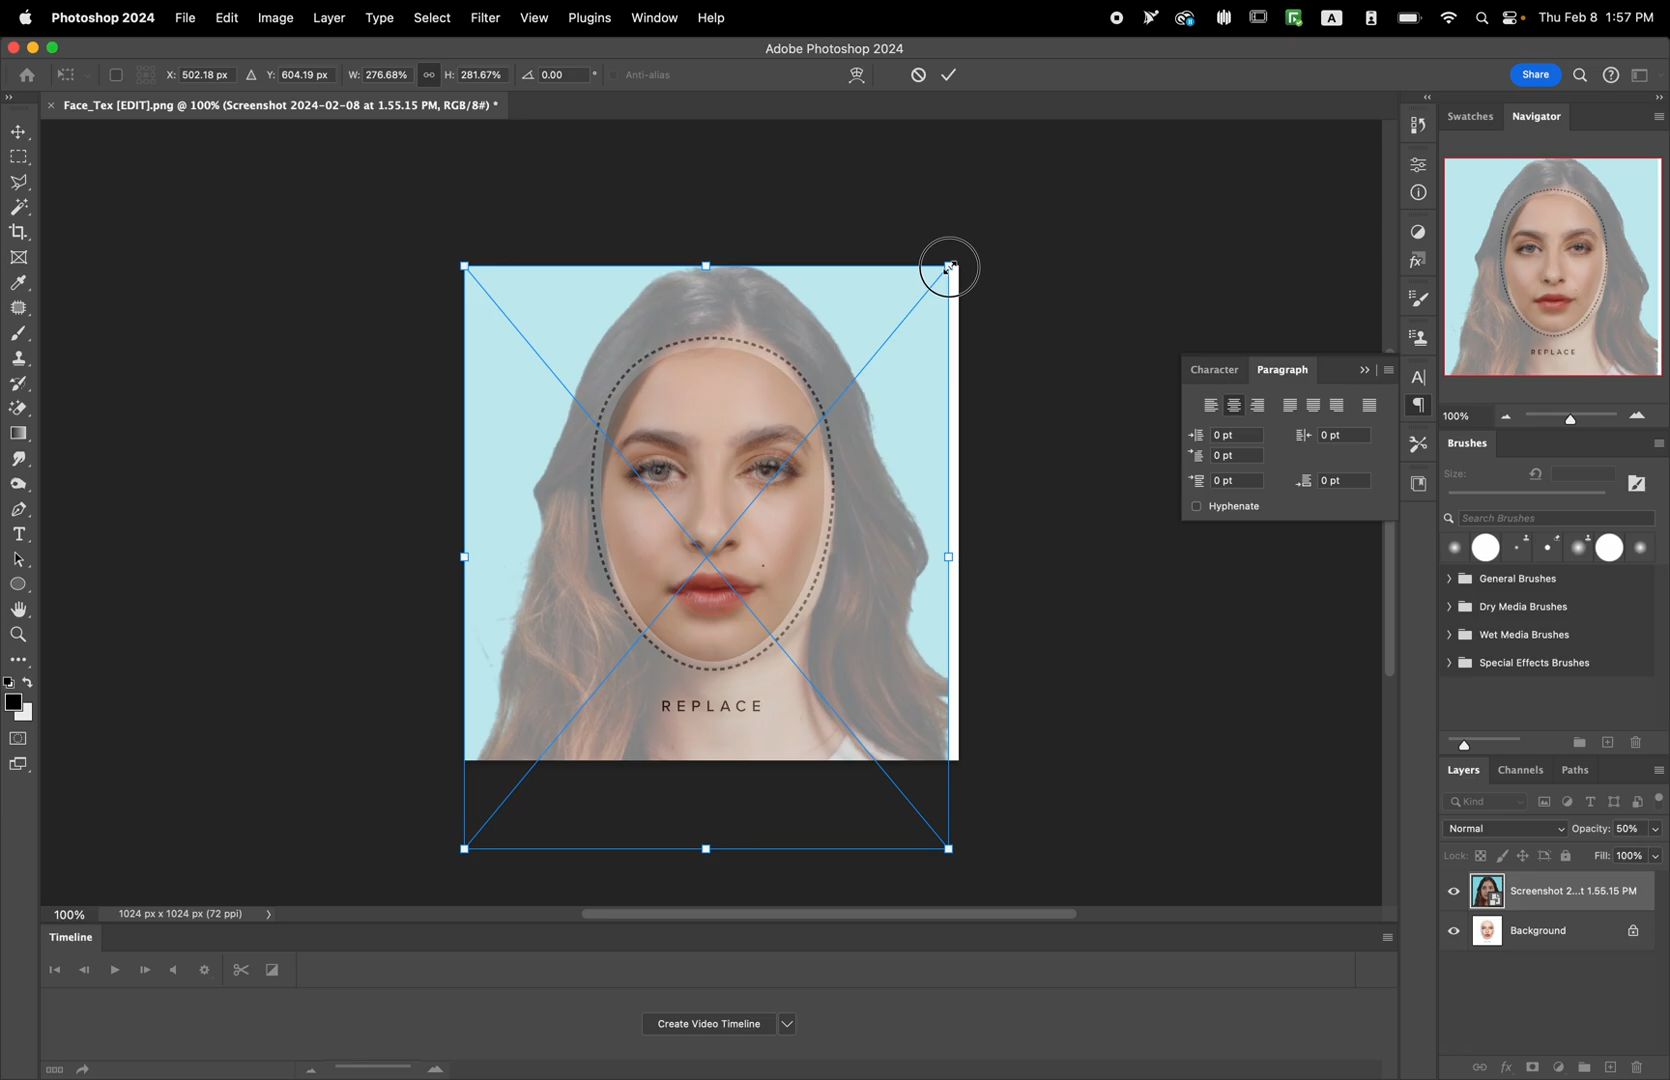 Photoshop 2024 File Edit Image Layer Type Select Filter View Plugins Window Help A Thu Feb 8 1:57 PM
Adobe Photoshop 2024
X: 502.18 px Y: 604.19 px W: 276.68% H: 281.67% 0.00 ° Anti-alias Share
× Face_Tex [EDIT].png @ 100% (Screenshot 2024-02-08 at 1.55.15 PM, RGB/8#) *
Swatches Navigator
REPLACE
Character Paragraph
100%
0 pt 0 pt
Brushes
0 pt
Size:
0 pt 0 pt
Hyphenate
Search Brushes
General Brushes
Dry Media Brushes
Wet Media Brushes
Special Effects Brushes
REPLACE
Layers Channels Paths
Kind
Normal Opacity: 50%
Lock: Fill: 100%
Screenshot 2...t 1.55.15 PM
Background
100% 1024 px x 1024 px (72 ppi)
Timeline
Create Video Timeline